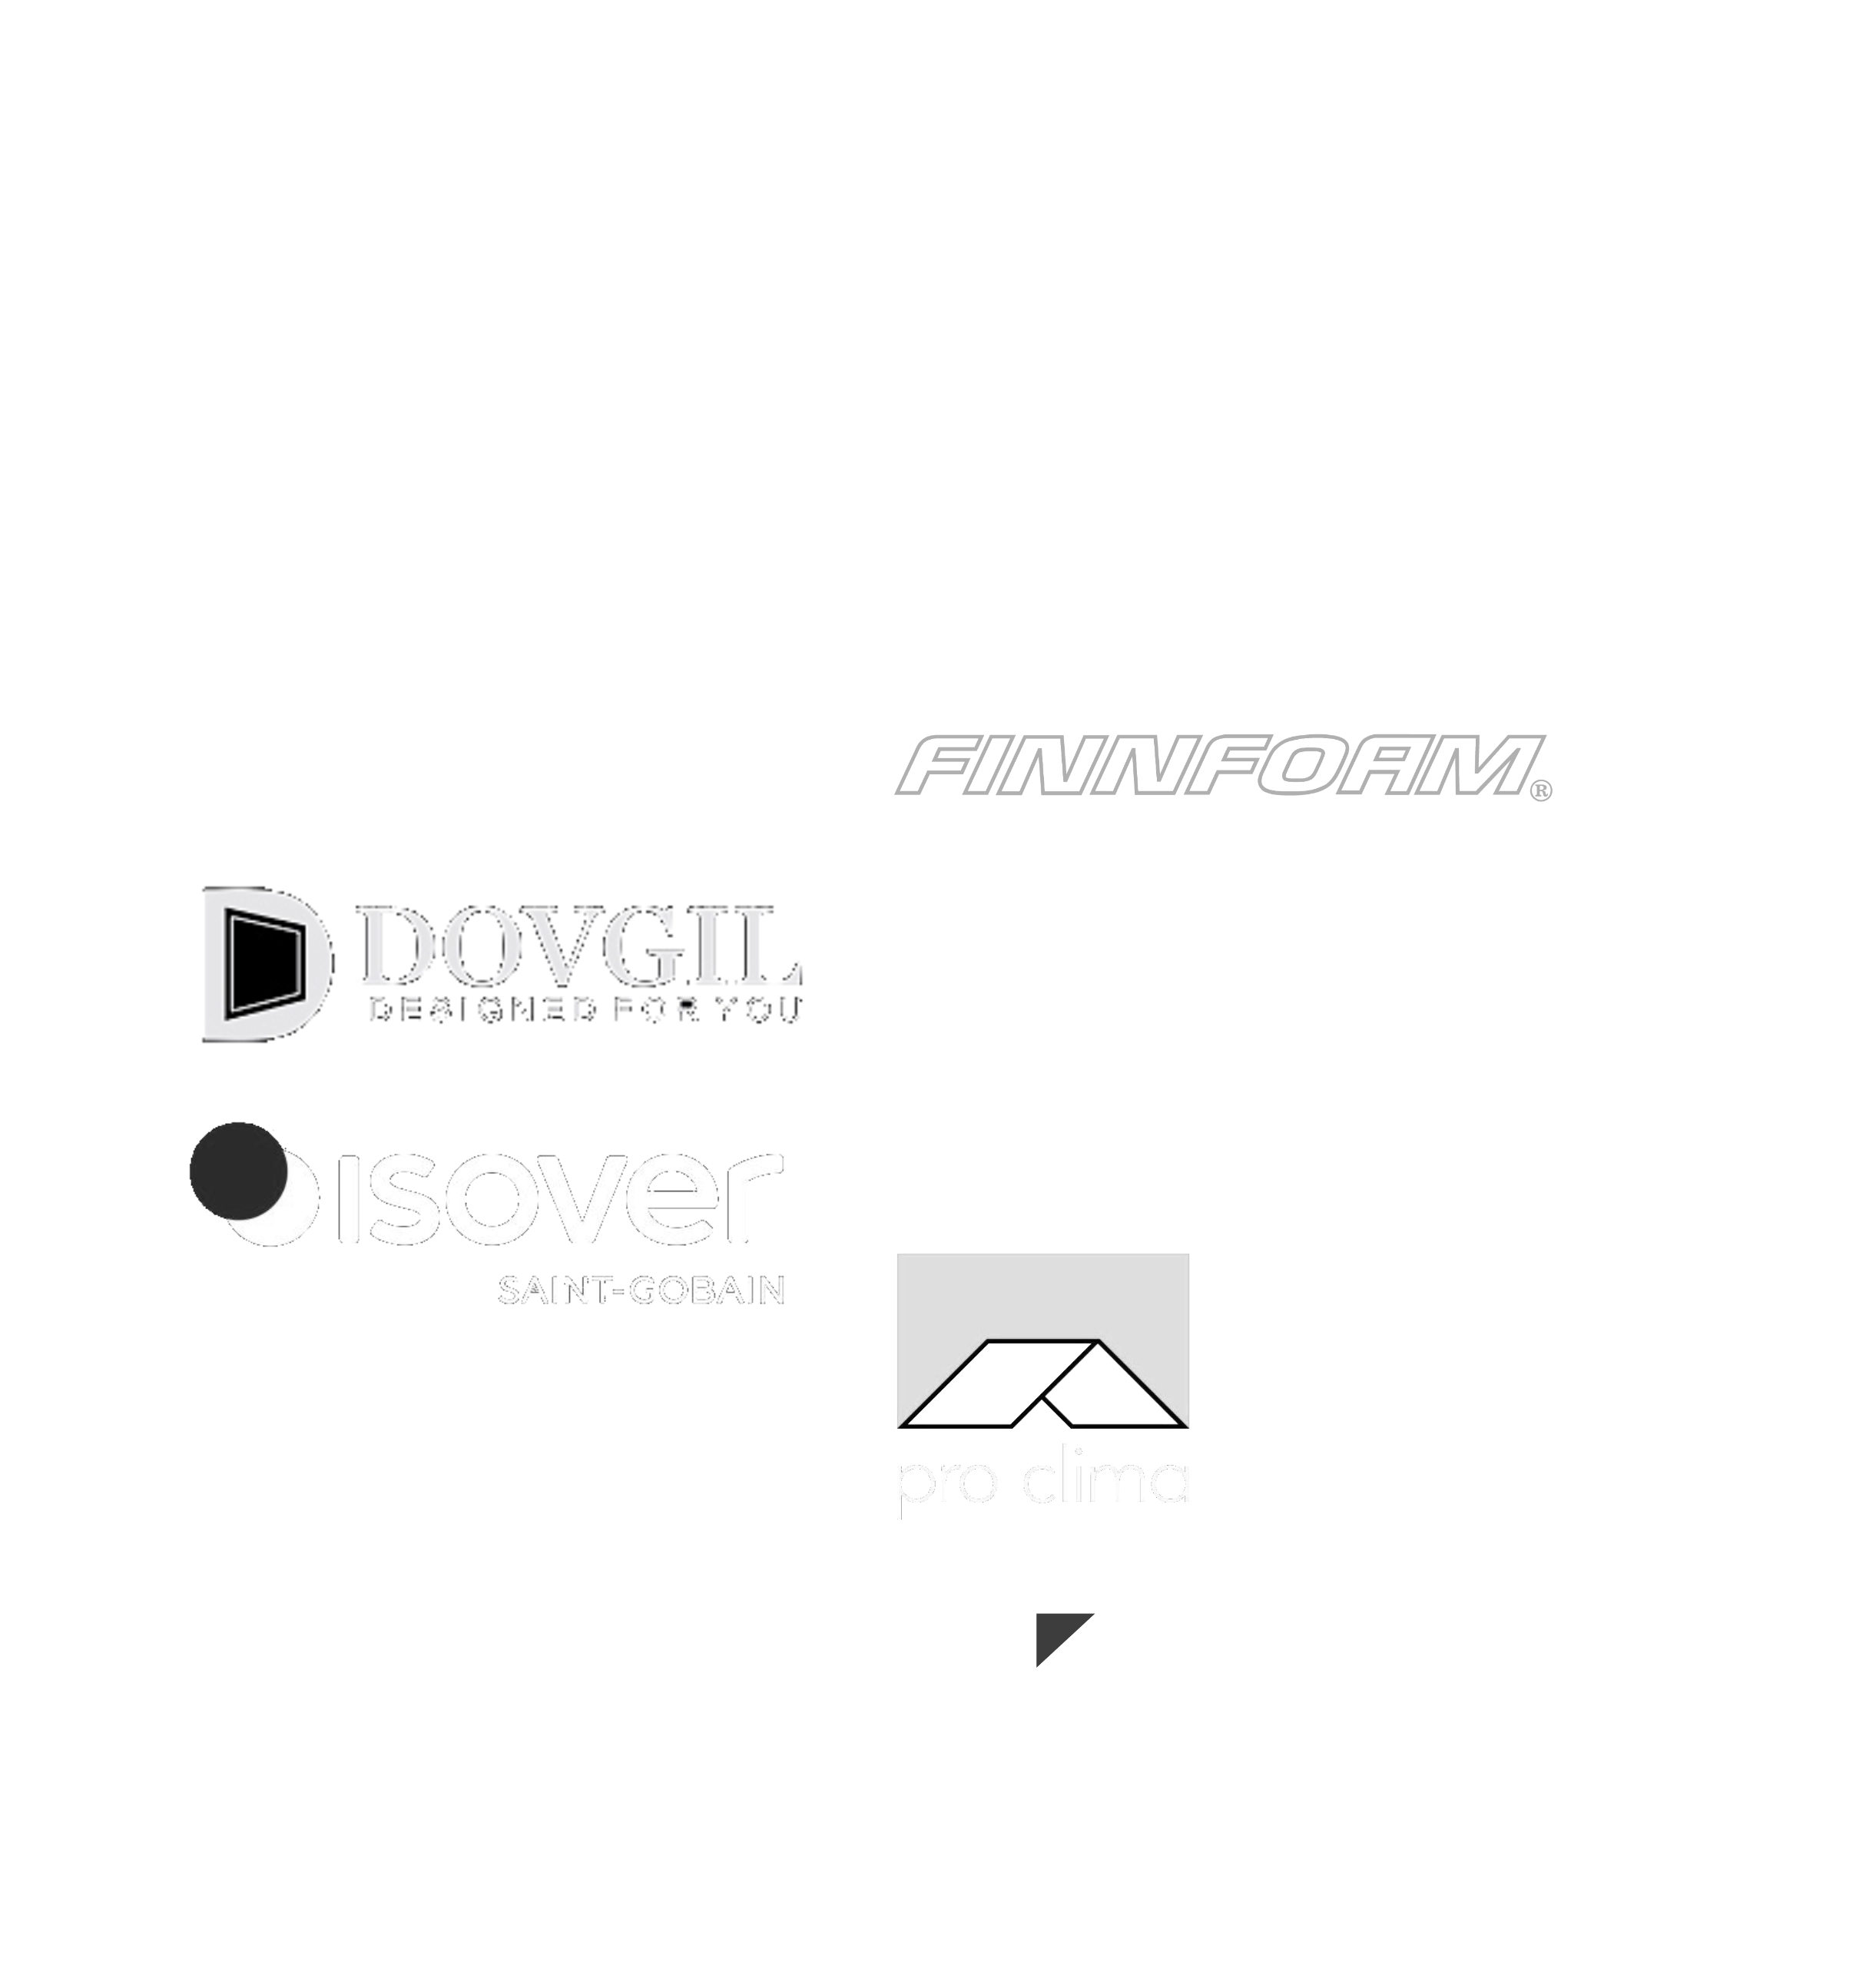 FINNFOAM®
DOVGIL
DESIGNED FOR YOU
isover
SAINT-GOBAIN
pro clima